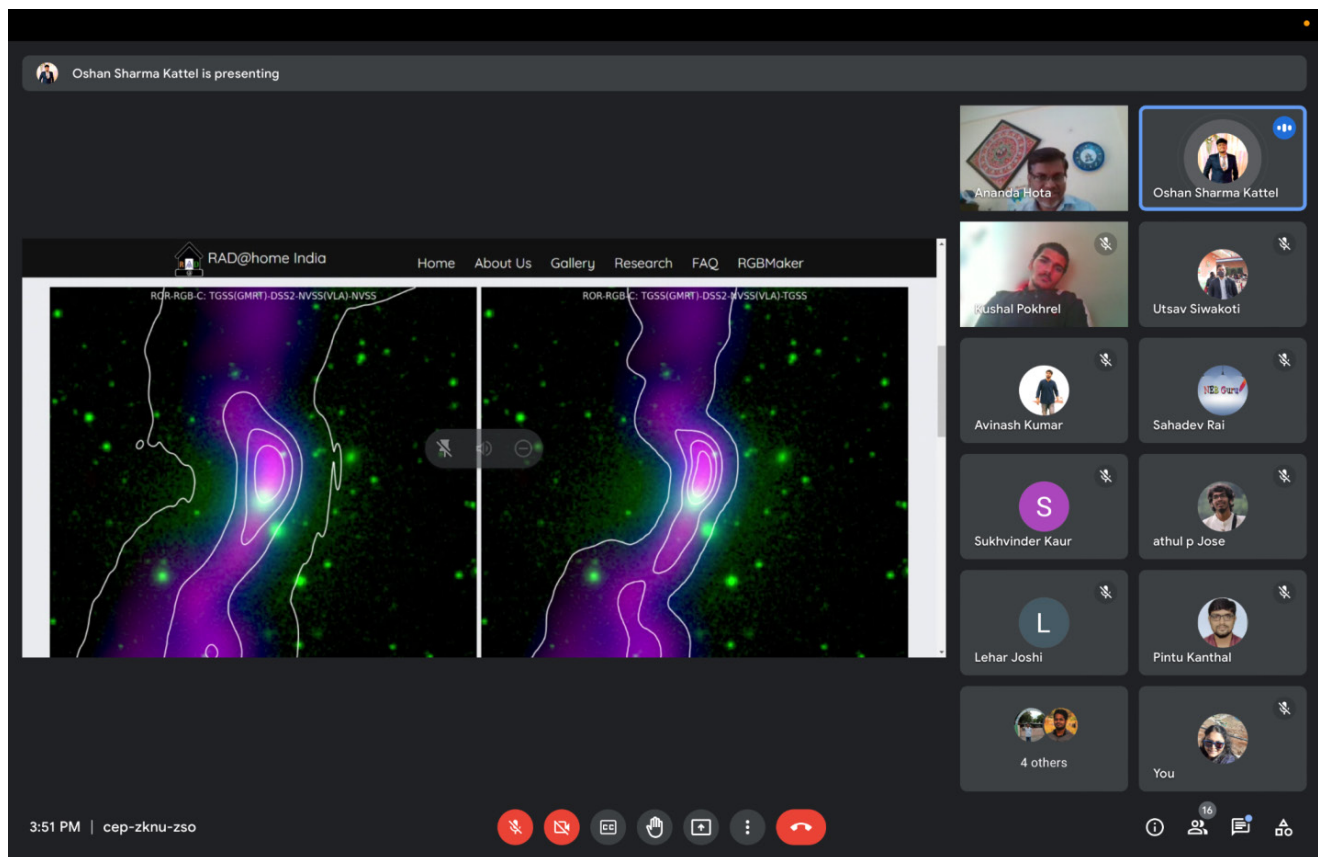 Oshan Sharma Kattel is presenting
RAD@home India
Home About Us Gallery Research FAQ RGBMaker
ROR-RGB-C: TGSS(GMRT)-DSS2-NVSS(VLA)-NVSS
ROR-RGB-C: TGSS(GMRT)-DSS2-NVSS(VLA)-TGSS
Ananda Hota
Oshan Sharma Kattel
Kushal Pokhrel
Utsav Siwakoti
Avinash Kumar
NEB Guru
Sahadev Rai
S
Sukhvinder Kaur
athul p Jose
L
Lehar Joshi
Pintu Kanthal
4 others
You
3:51 PM | cep-zknu-zso
CC
16